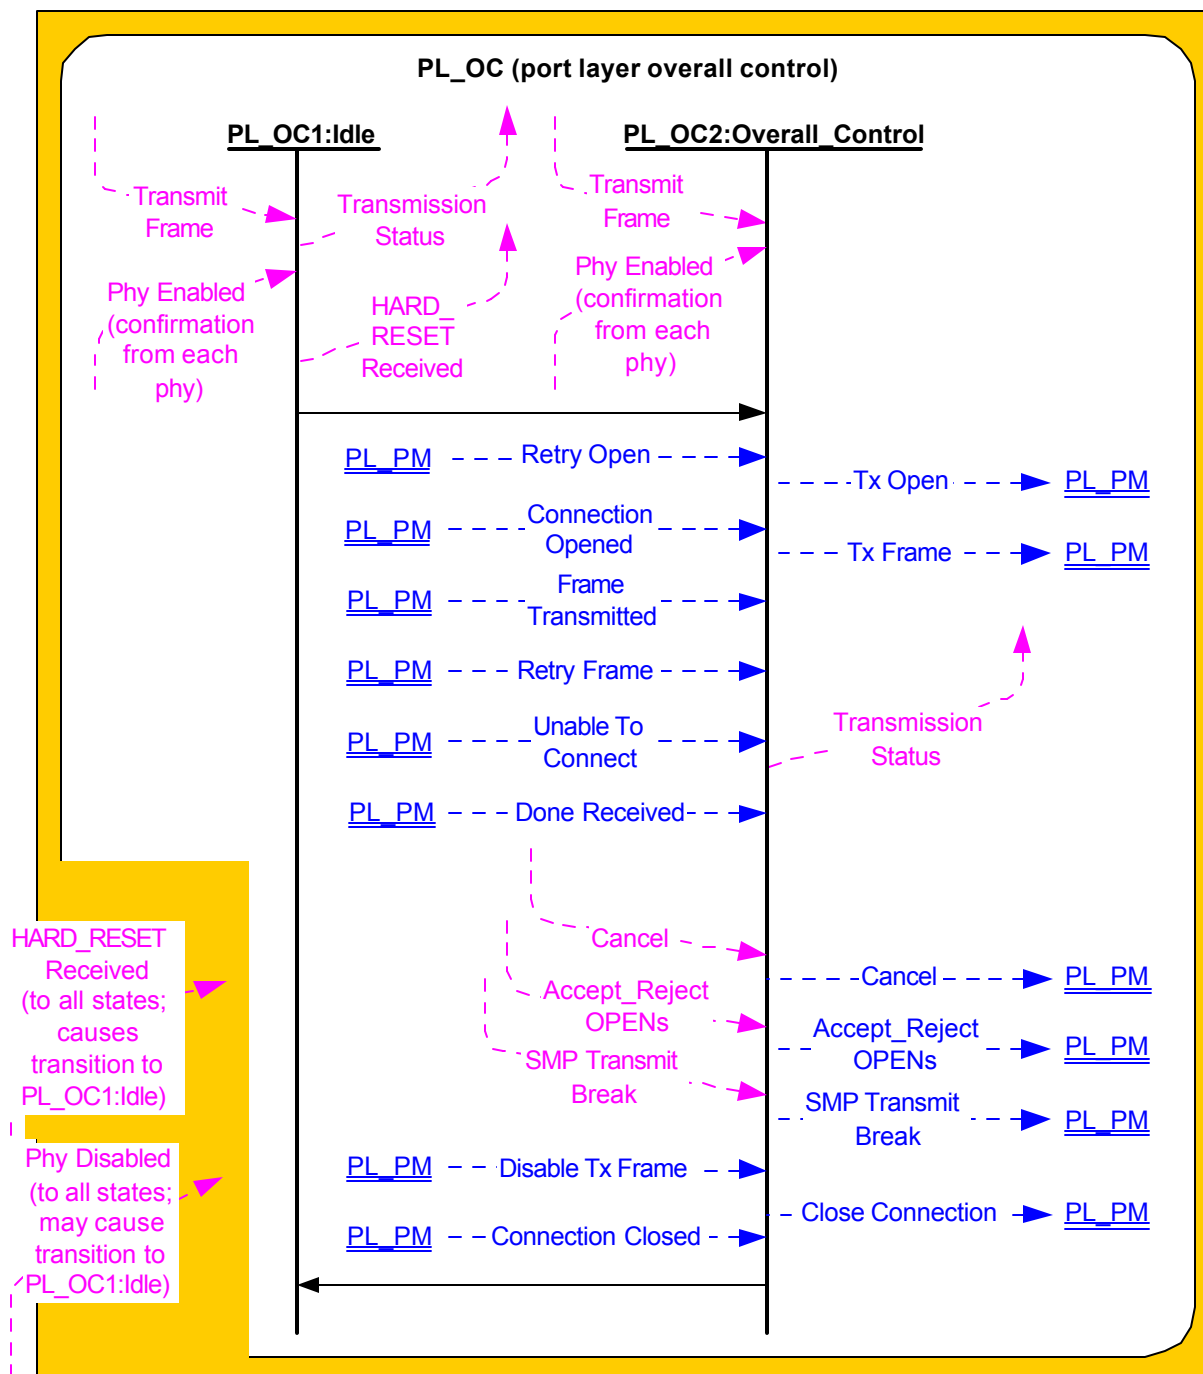 PL_OC (port layer overall control)
PL_OC1:Idle
PL_OC2:Overall_Control
Transmit
Frame
Transmission
Status
Transmit
Frame
Phy Enabled
(confirmation
from each
phy)
HARD_
RESET
Received
Phy Enabled
(confirmation
from each
phy)
PL_PM
Retry Open
Tx Open
PL_PM
PL_PM
Connection
Opened
Tx Frame
PL_PM
PL_PM
Frame
Transmitted
PL_PM
Retry Frame
PL_PM
Unable To
Connect
Transmission
Status
PL_PM
Done Received
HARD_RESET
Received
(to all states;
causes
transition to
PL_OC1:Idle)
Cancel
Cancel
PL_PM
Accept_Reject
OPENs
Accept_Reject
OPENs
PL_PM
SMP Transmit
Break
SMP Transmit
Break
PL_PM
Phy Disabled
(to all states;
may cause
transition to
PL_OC1:Idle)
PL_PM
Disable Tx Frame
Close Connection
PL_PM
PL_PM
Connection Closed